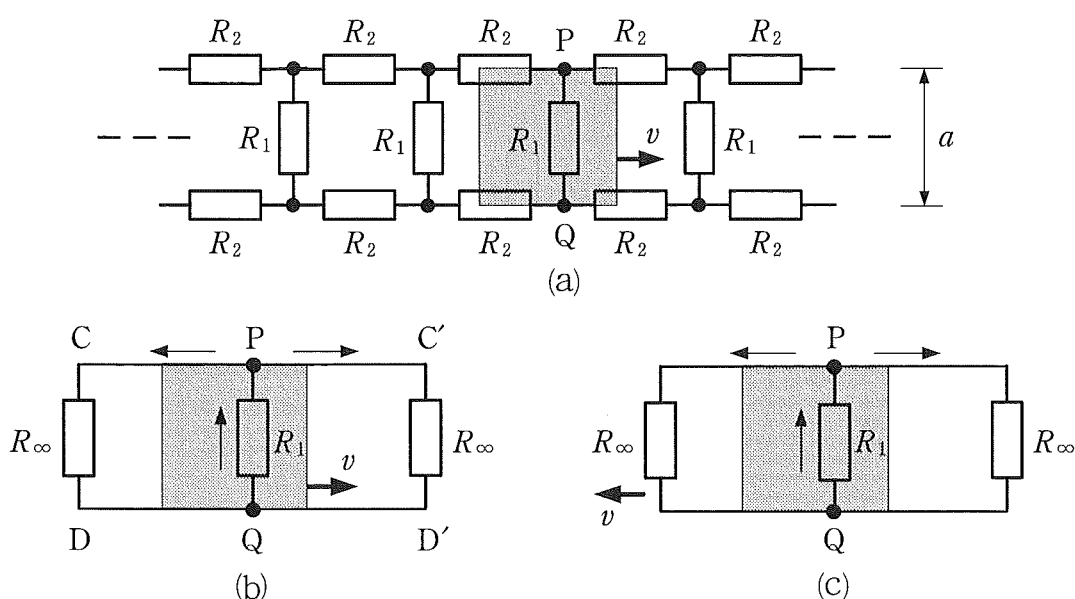 R₂ R₂ R₂ P R₂ R₂
R₁ R₁ R₁ v R₁ a
R₂ R₂ R₂ Q R₂ R₂
(a)
C P C′ P
R∞ R₁ v R∞ R∞ v R₁ R∞
D Q D′ Q
(b) (c)